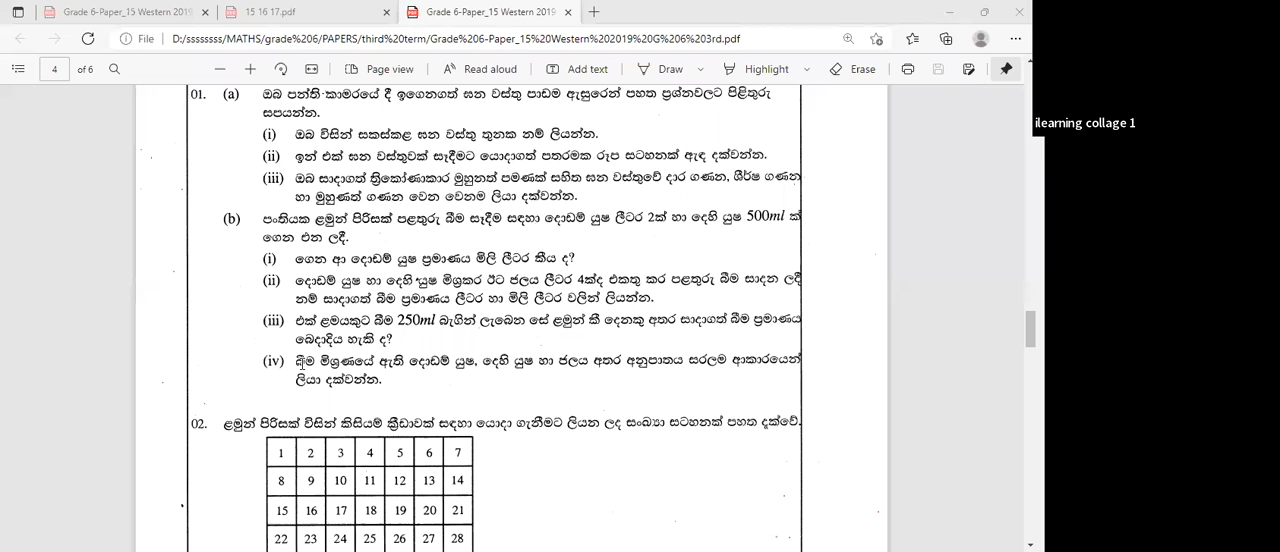 Grade 6-Paper_15 Western 2019
15 16 17.pdf
Grade 6-Paper_15 Western 2019
File
D:/ssssssss/MATHS/grade%206/PAPERS/third%20term/Grade%206-Paper_15%20Western%202019%20G%206%203rd.pdf
4 of 6
Page view
Read aloud
Add text
Draw
Highlight
Erase
ilearning collage 1
01. (a) ඔබ පන්ති කාමරයේ දී ඉගෙනගත් ඝන වස්තු පාඩම ඇසුරෙන් පහත ප්‍රශ්නවලට පිළිතුරු
සපයන්න.
(i) ඔබ විසින් සකස්කළ ඝන වස්තු තුනක නම් ලියන්න.
(ii) ඉන් එක් ඝන වස්තුවක් සෑදීමට යොදාගත් පතරමක රූප සටහනක් ඇඳ දක්වන්න.
(iii) ඔබ සාදාගත් ත්‍රිකෝණාකාර මුහුනත් පමණක් සහිත ඝන වස්තුවේ දාර ගණන, ශීර්ෂ ගණන
හා මුහුණත් ගණන වෙන වෙනම ලියා දක්වන්න.
(b) පංතියක ළමුන් පිරිසක් පළතුරු බීම සෑදීම සඳහා දොඩම් යුෂ ලීටර 2ක් හා දෙහි යුෂ 500ml ක්
ගෙන එන ලදී.
(i) ගෙන ආ දොඩම් යුෂ ප්‍රමාණය මිලි ලීටර කීය ද?
(ii) දොඩම් යුෂ හා දෙහි යුෂ මිශ්‍රකර ඊට ජලය ලීටර 4ක්ද එකතු කර පළතුරු බීම සාදන ලදී
නම් සාදාගත් බීම ප්‍රමාණය ලීටර හා මිලි ලීටර වලින් ලියන්න.
(iii) එක් ළමයකුට බීම 250ml බැගින් ලැබෙන සේ ළමුන් කී දෙනකු අතර සාදාගත් බීම ප්‍රමාණය
බෙදාදිය හැකි ද?
(iv) බීම මිශ්‍රණයේ ඇති දොඩම් යුෂ, දෙහි යුෂ හා ජලය අතර අනුපාතය සරලම ආකාරයෙන්
ලියා දක්වන්න.
02. ළමුන් පිරිසක් විසින් කිසියම් ක්‍රීඩාවක් සඳහා යොදා ගැනීමට ලියන ලද සංඛ්‍යා සටහනක් පහත දැක්වේ.
1 2 3 4 5 6 7
8 9 10 11 12 13 14
15 16 17 18 19 20 21
22 23 24 25 26 27 28